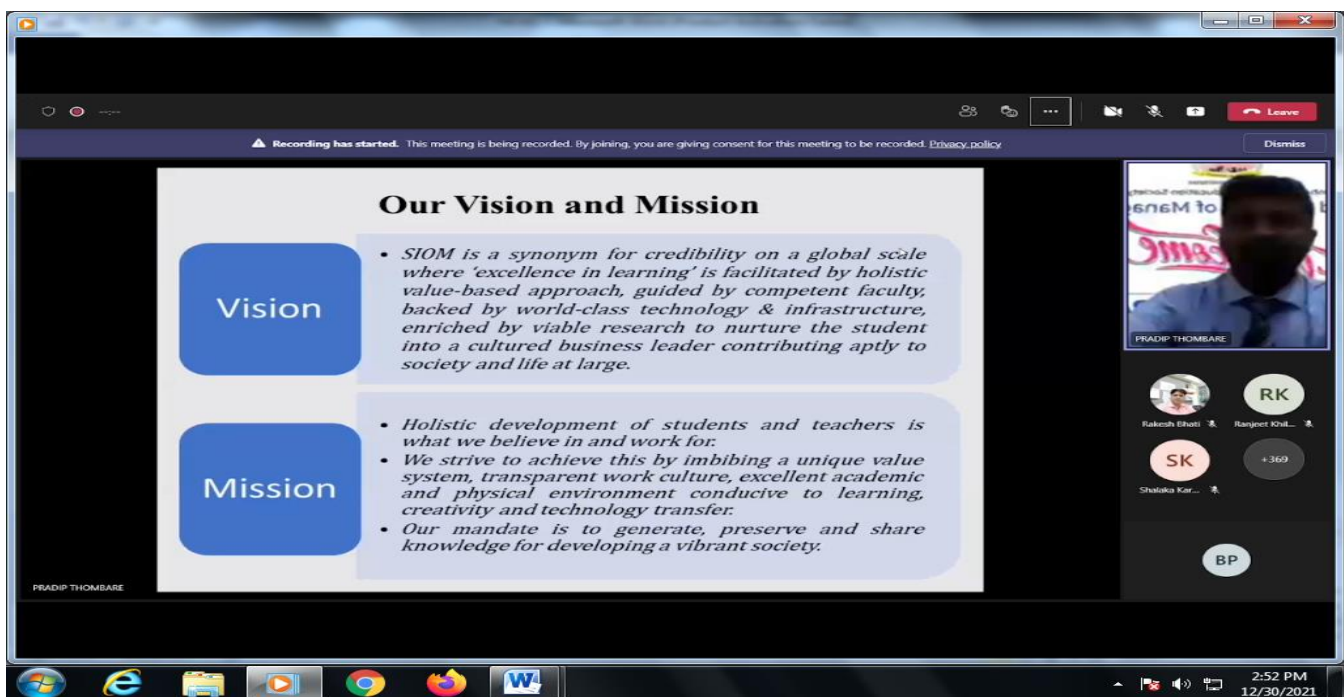 Leave
Recording has started. This meeting is being recorded. By joining, you are giving consent for this meeting to be recorded. Privacy policy
Dismiss
Our Vision and Mission
Vision
• SIOM is a synonym for credibility on a global scale
where ‘excellence in learning’ is facilitated by holistic
value-based approach, guided by competent faculty,
backed by world-class technology & infrastructure,
enriched by viable research to nurture the student
into a cultured business leader contributing aptly to
society and life at large.
Mission
• Holistic development of students and teachers is
what we believe in and work for.
• We strive to achieve this by imbibing a unique value
system, transparent work culture, excellent academic
and physical environment conducive to learning,
creativity and technology transfer.
• Our mandate is to generate, preserve and share
knowledge for developing a vibrant society.
PRADIP THOMBARE
of Mana
PRADIP THOMBARE
RK
Rakesh Bhati
Ranjeet Khil...
SK
+369
Shalaka Kar...
BP
2:52 PM
12/30/2021